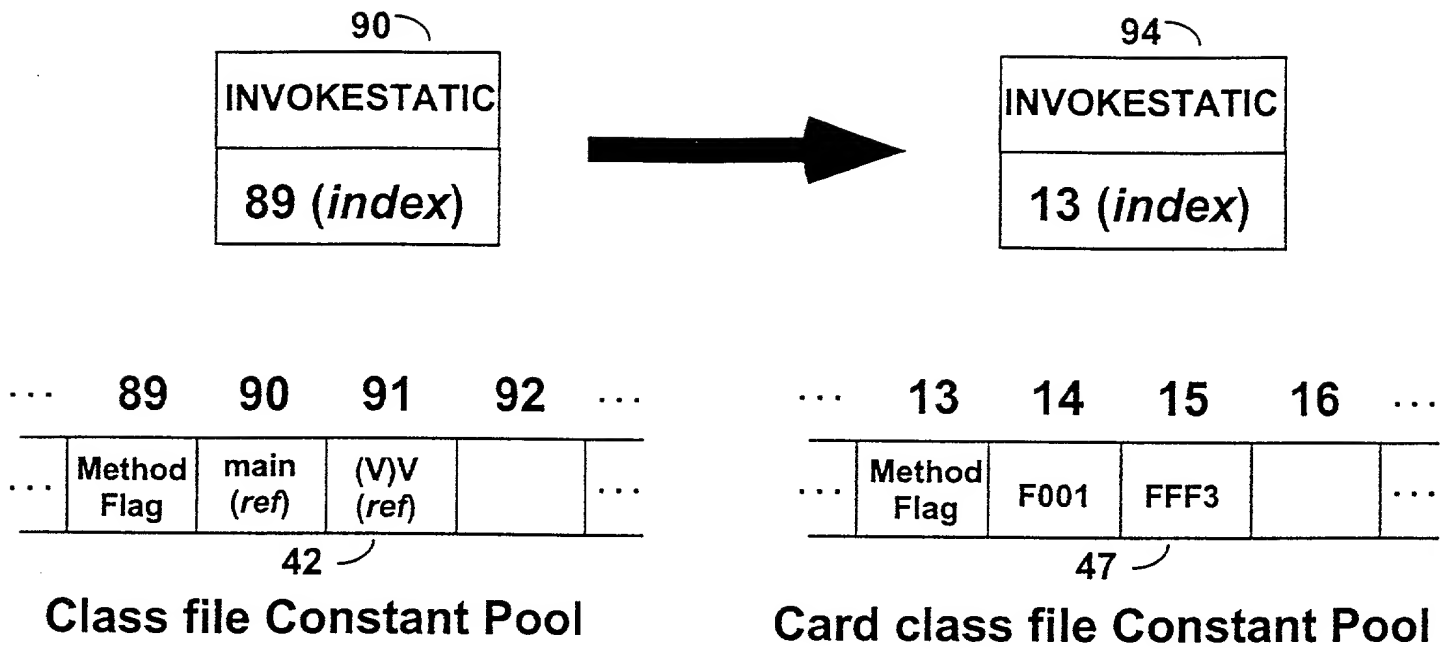 90 94
INVOKESTATIC INVOKESTATIC
89 (index) 13 (index)
... 89 90 91 92 ... ... 13 14 15 16 ...
... Method Flag main (ref) (V)V (ref) ... ... Method Flag F001 FFF3 ...
42 47
Class file Constant Pool Card class file Constant Pool